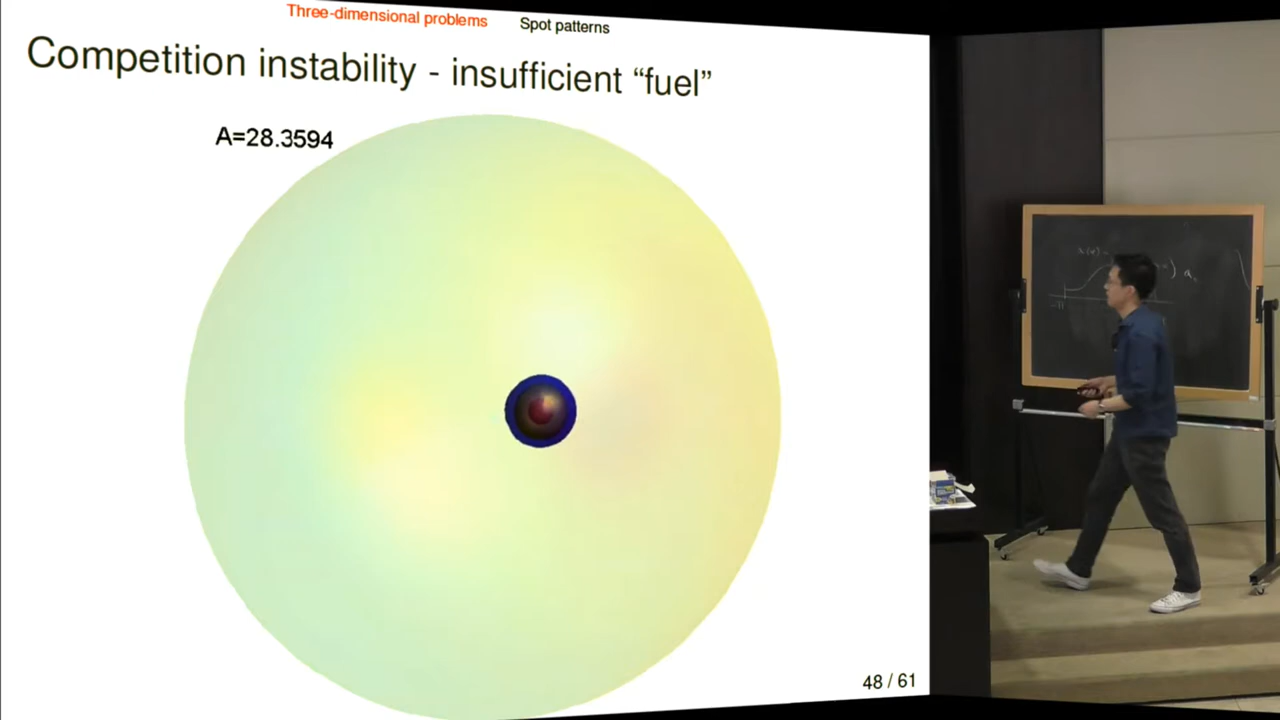 Three-dimensional problems Spot patterns
Competition instability - insufficient “fuel”
A=28.3594
48 / 61